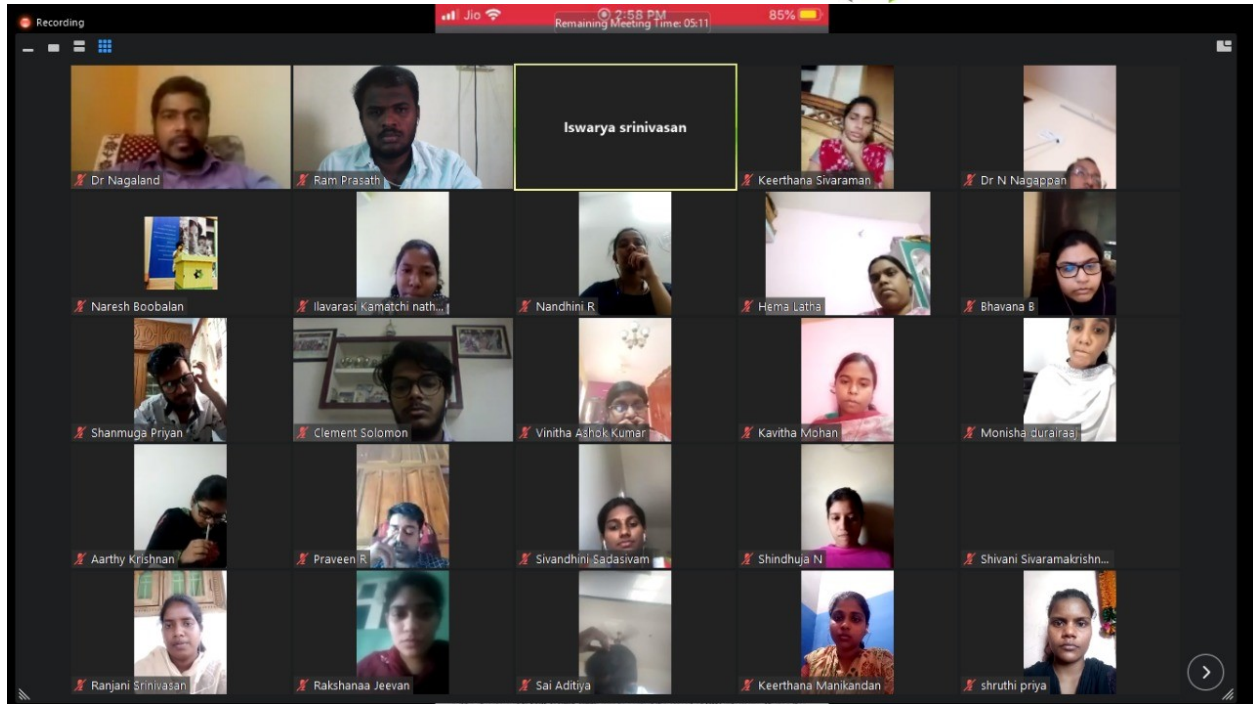 Recording
Jio
2:58 PM
85%
Remaining Meeting Time: 05:11
Iswarya srinivasan
Dr Nagaland
Ram Prasath
Keerthana Sivaraman
Dr N Nagappan
Naresh Boobalan
Ilavarasi Kamatchi nath...
Nandhini R
Hema Latha
Bhavana B
Shanmuga Priyan
Clement Solomon
Vinitha Ashok Kumar
Kavitha Mohan
Monisha durairaaj
Aarthy Krishnan
Praveen R
Sivandhini Sadasivam
Shindhuja N
Shivani Sivaramakrishn...
Ranjani Srinivasan
Rakshanaa Jeevan
Sai Aditiya
Keerthana Manikandan
shruthi priya